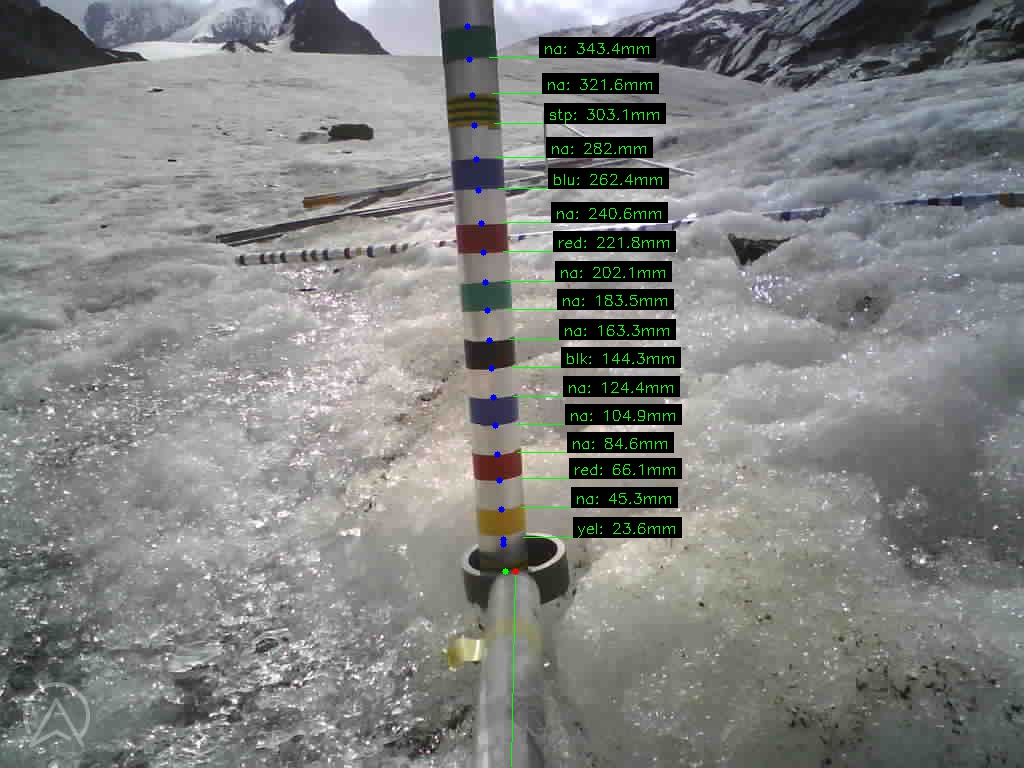 na: 343.4mm
na: 321.6mm
stp: 303.1mm
na: 282.mm
blu: 262.4mm
na: 240.6mm
red: 221.8mm
na: 202.1mm
na: 183.5mm
na: 163.3mm
blk: 144.3mm
na: 124.4mm
na: 104.9mm
na: 84.6mm
red: 66.1mm
na: 45.3mm
yel: 23.6mm